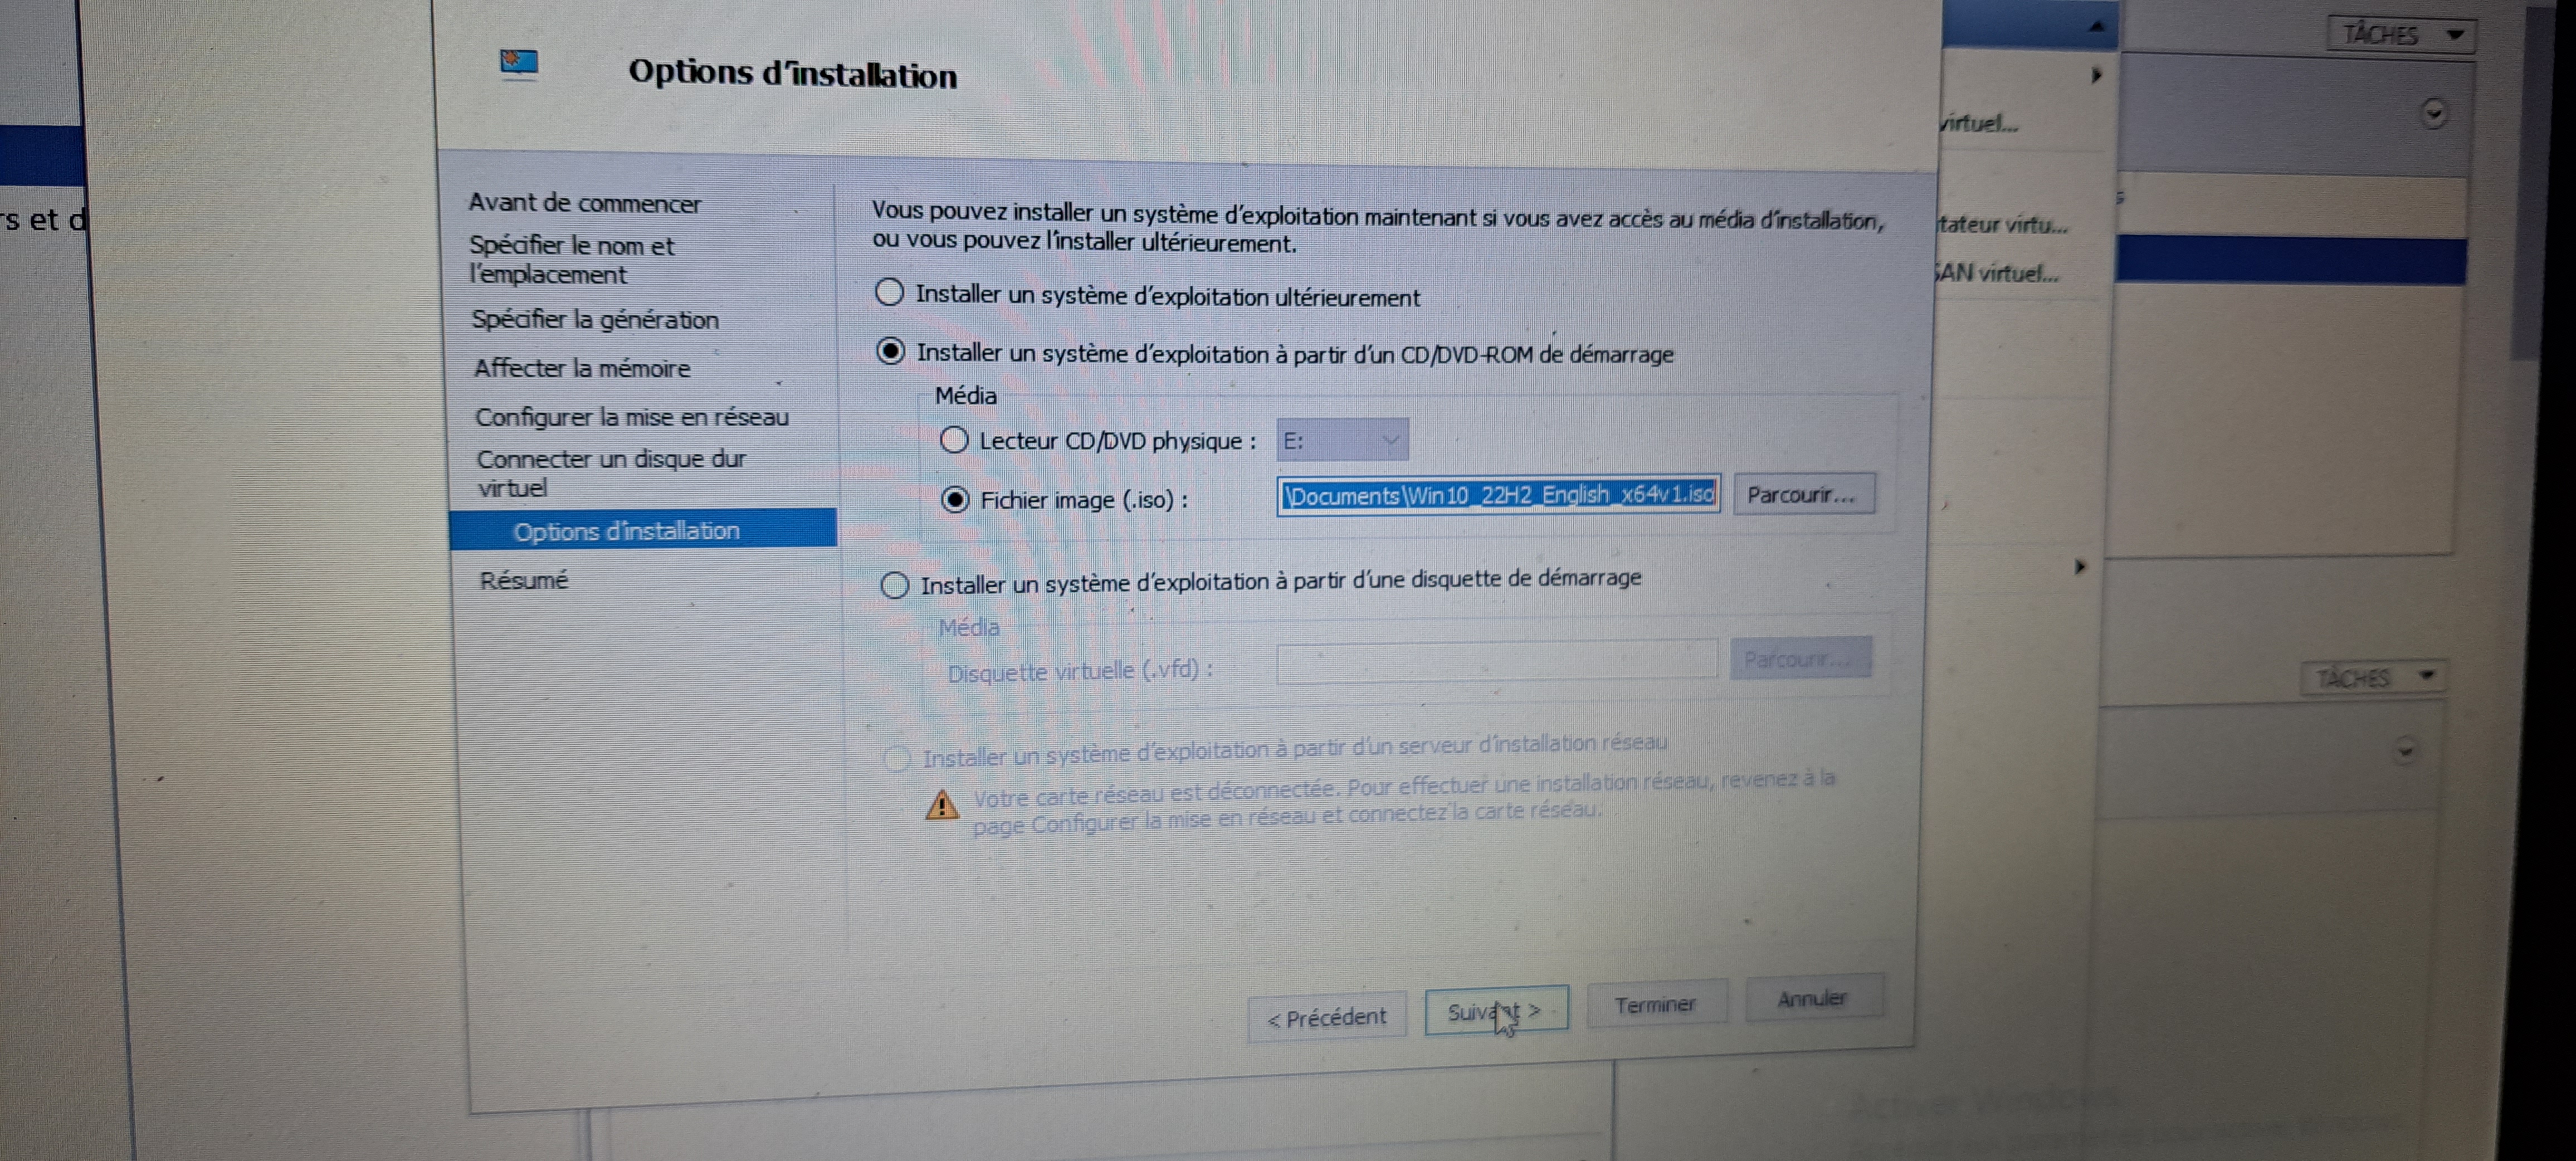 Options d'installation
TÂCHES
virtuel...
tateur virtu...
SAN virtuel...
s et d
Avant de commencer
Spécifier le nom et
l'emplacement
Spécifier la génération
Affecter la mémoire
Configurer la mise en réseau
Connecter un disque dur
virtuel
Options d'installation
Résumé
Vous pouvez installer un système d'exploitation maintenant si vous avez accès au média d'installation,
ou vous pouvez l'installer ultérieurement.
Installer un système d'exploitation ultérieurement
Installer un système d'exploitation à partir d'un CD/DVD-ROM de démarrage
Média
Lecteur CD/DVD physique : E:
Fichier image (.iso) : \Documents\Win10_22H2_English_x64v1.iso Parcourir...
Installer un système d'exploitation à partir d'une disquette de démarrage
Média
Disquette virtuelle (.vfd) : Parcourir...
Installer un système d'exploitation à partir d'un serveur d'installation réseau
Votre carte réseau est déconnectée. Pour effectuer une installation réseau, revenez à la
page Configurer la mise en réseau et connectez la carte réseau.
< Précédent Suivant > Terminer Annuler
TÂCHES
Activer Windows